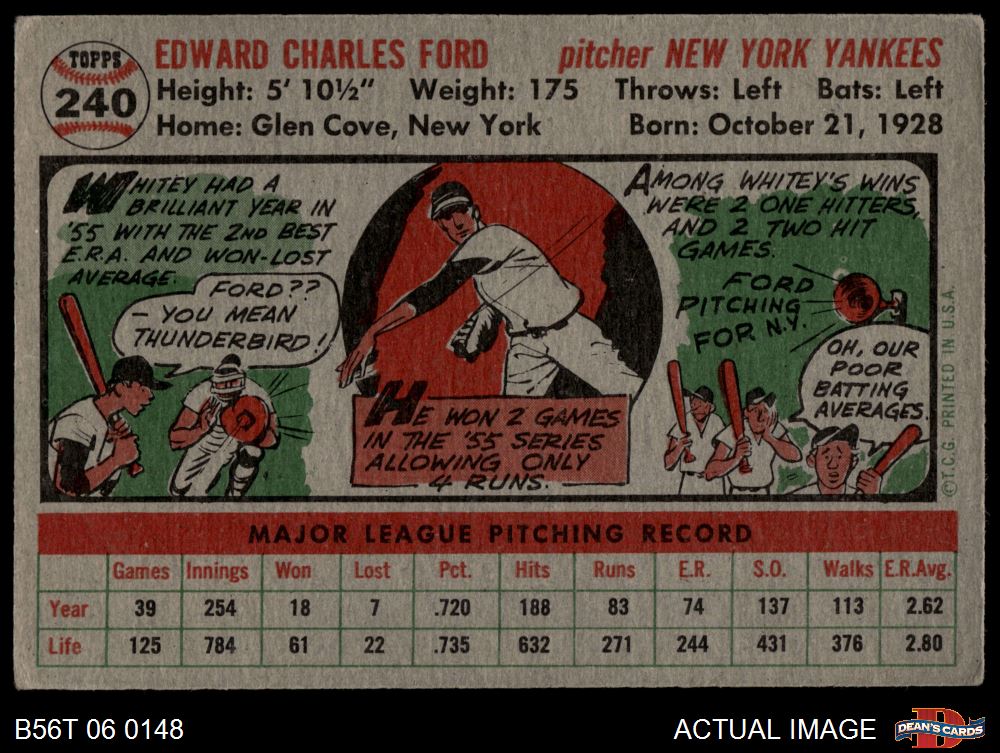 TOPPS
240
EDWARD CHARLES FORD pitcher NEW YORK YANKEES
Height: 5' 10½" Weight: 175 Throws: Left Bats: Left
Home: Glen Cove, New York Born: October 21, 1928
WHITEY HAD A
BRILLIANT YEAR IN
'55 WITH THE 2ND BEST
E.R.A. AND WON-LOST
AVERAGE.
FORD??
- YOU MEAN
THUNDERBIRD!
HE WON 2 GAMES
IN THE '55 SERIES
ALLOWING ONLY
4 RUNS.
AMONG WHITEY'S WINS
WERE 2 ONE HITTERS,
AND 2 TWO HIT
GAMES.
FORD
PITCHING
FOR N.Y.
OH, OUR
POOR
BATTING
AVERAGES.
©T.C.G. PRINTED IN U.S.A.
MAJOR LEAGUE PITCHING RECORD
Games Innings Won Lost Pct. Hits Runs E.R. S.O. Walks E.R.Avg.
Year 39 254 18 7 .720 188 83 74 137 113 2.62
Life 125 784 61 22 .735 632 271 244 431 376 2.80
B56T 06 0148 ACTUAL IMAGE DEAN'S CARDS